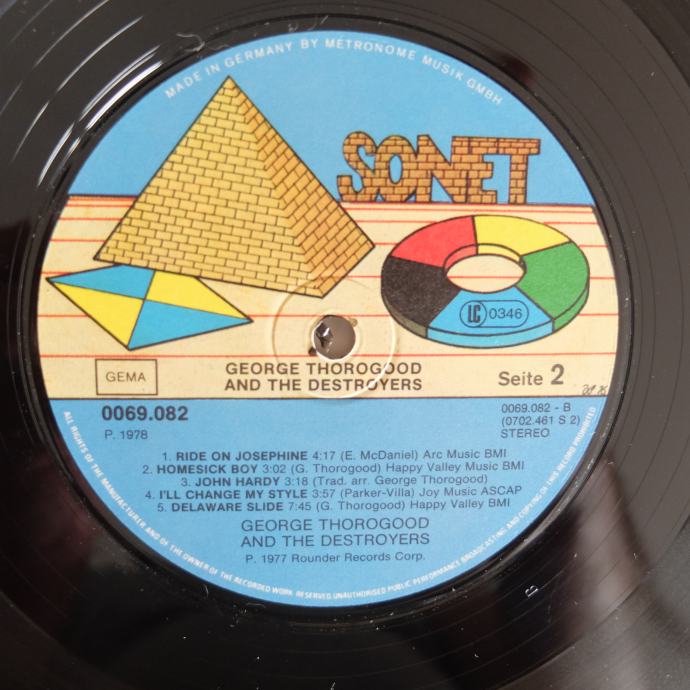 MADE IN GERMANY BY METRONOME MUSIK GMBH
SONET
LC 0346
GEMA
GEORGE THOROGOOD
AND THE DESTROYERS
Seite 2
0069.082
P. 1978
0069.082 - B
(0702.461 S 2)
STEREO
1. RIDE ON JOSEPHINE 4:17 (E. McDaniel) Arc Music BMI
2. HOMESICK BOY 3:02 (G. Thorogood) Happy Valley Music BMI
3. JOHN HARDY 3:18 (Trad. arr. George Thorogood)
4. I'LL CHANGE MY STYLE 3:57 (Parker-Villa) Joy Music ASCAP
5. DELAWARE SLIDE 7:45 (G. Thorogood) Happy Valley BMI
GEORGE THOROGOOD
AND THE DESTROYERS
P. 1977 Rounder Records Corp.
ALL RIGHTS OF THE MANUFACTURER AND OF THE OWNER OF THE RECORDED WORK RESERVED. UNAUTHORISED PUBLIC PERFORMANCE BROADCASTING AND COPYING OF THIS RECORD PROHIBITED
B